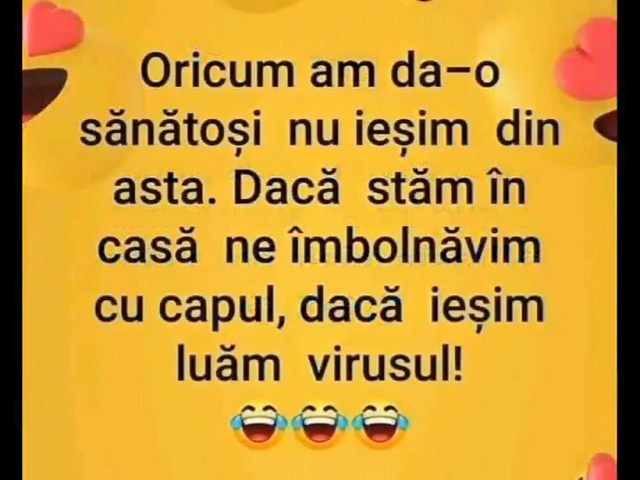 Oricum am da–o
sănătoși nu ieșim din
asta. Dacă stăm în
casă ne îmbolnăvim
cu capul, dacă ieșim
luăm virusul!
😂😂😂